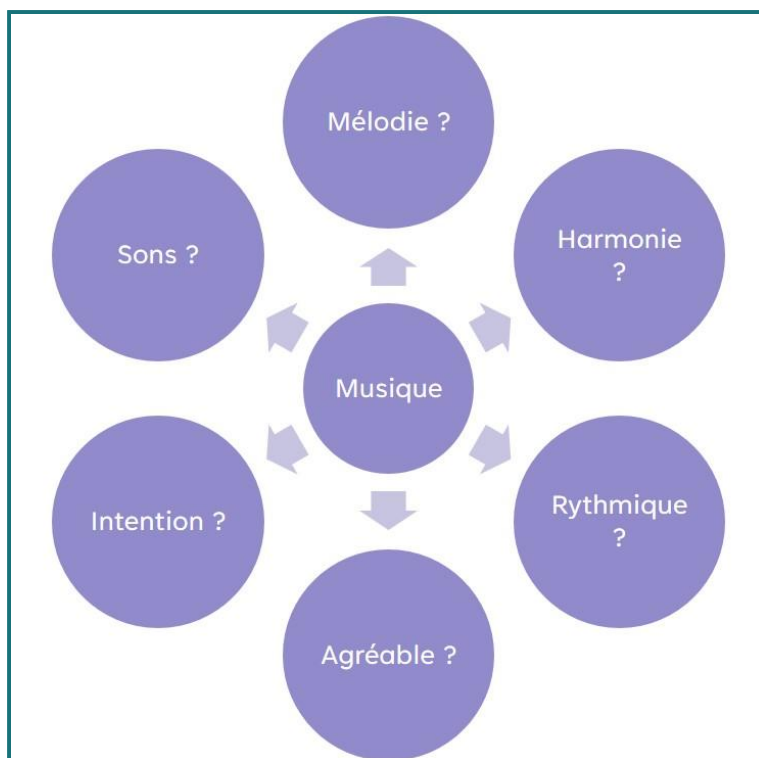 Mélodie ?
Harmonie
?
Sons ?
Musique
Rythmique
?
Intention ?
Agréable ?